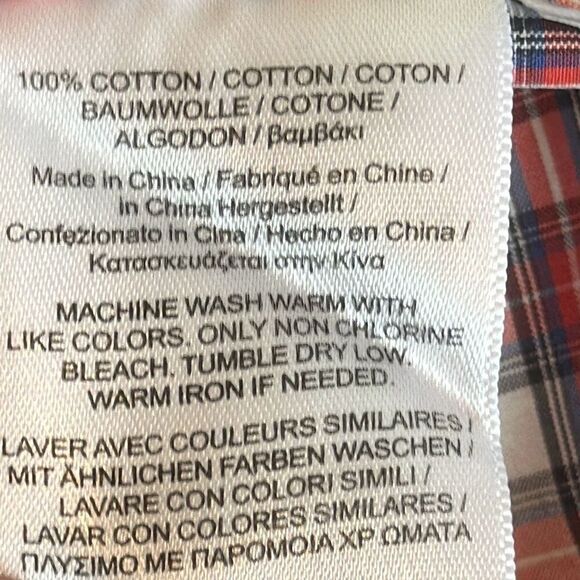 100% COTTON / COTTON / COTON /
BAUMWOLLE / COTONE /
ALGODON / βαμβάκι
Made in China / Fabriqué en Chine /
in China Hergestellt /
Confezionato in Cina / Hecho en China /
Κατασκευάζεται στην Κίνα
MACHINE WASH WARM WITH
LIKE COLORS. ONLY NON CHLORINE
BLEACH. TUMBLE DRY LOW.
WARM IRON IF NEEDED.
LAVER AVEC COULEURS SIMILAIRES /
MIT ÄHNLICHEN FARBEN WASCHEN /
LAVARE CON COLORI SIMILI /
LAVAR CON COLORES SIMILARES /
ΠΛΥΣΙΜΟ ΜΕ ΠΑΡΟΜΟΙΑ ΧΡ ΩΜΑΤΑ